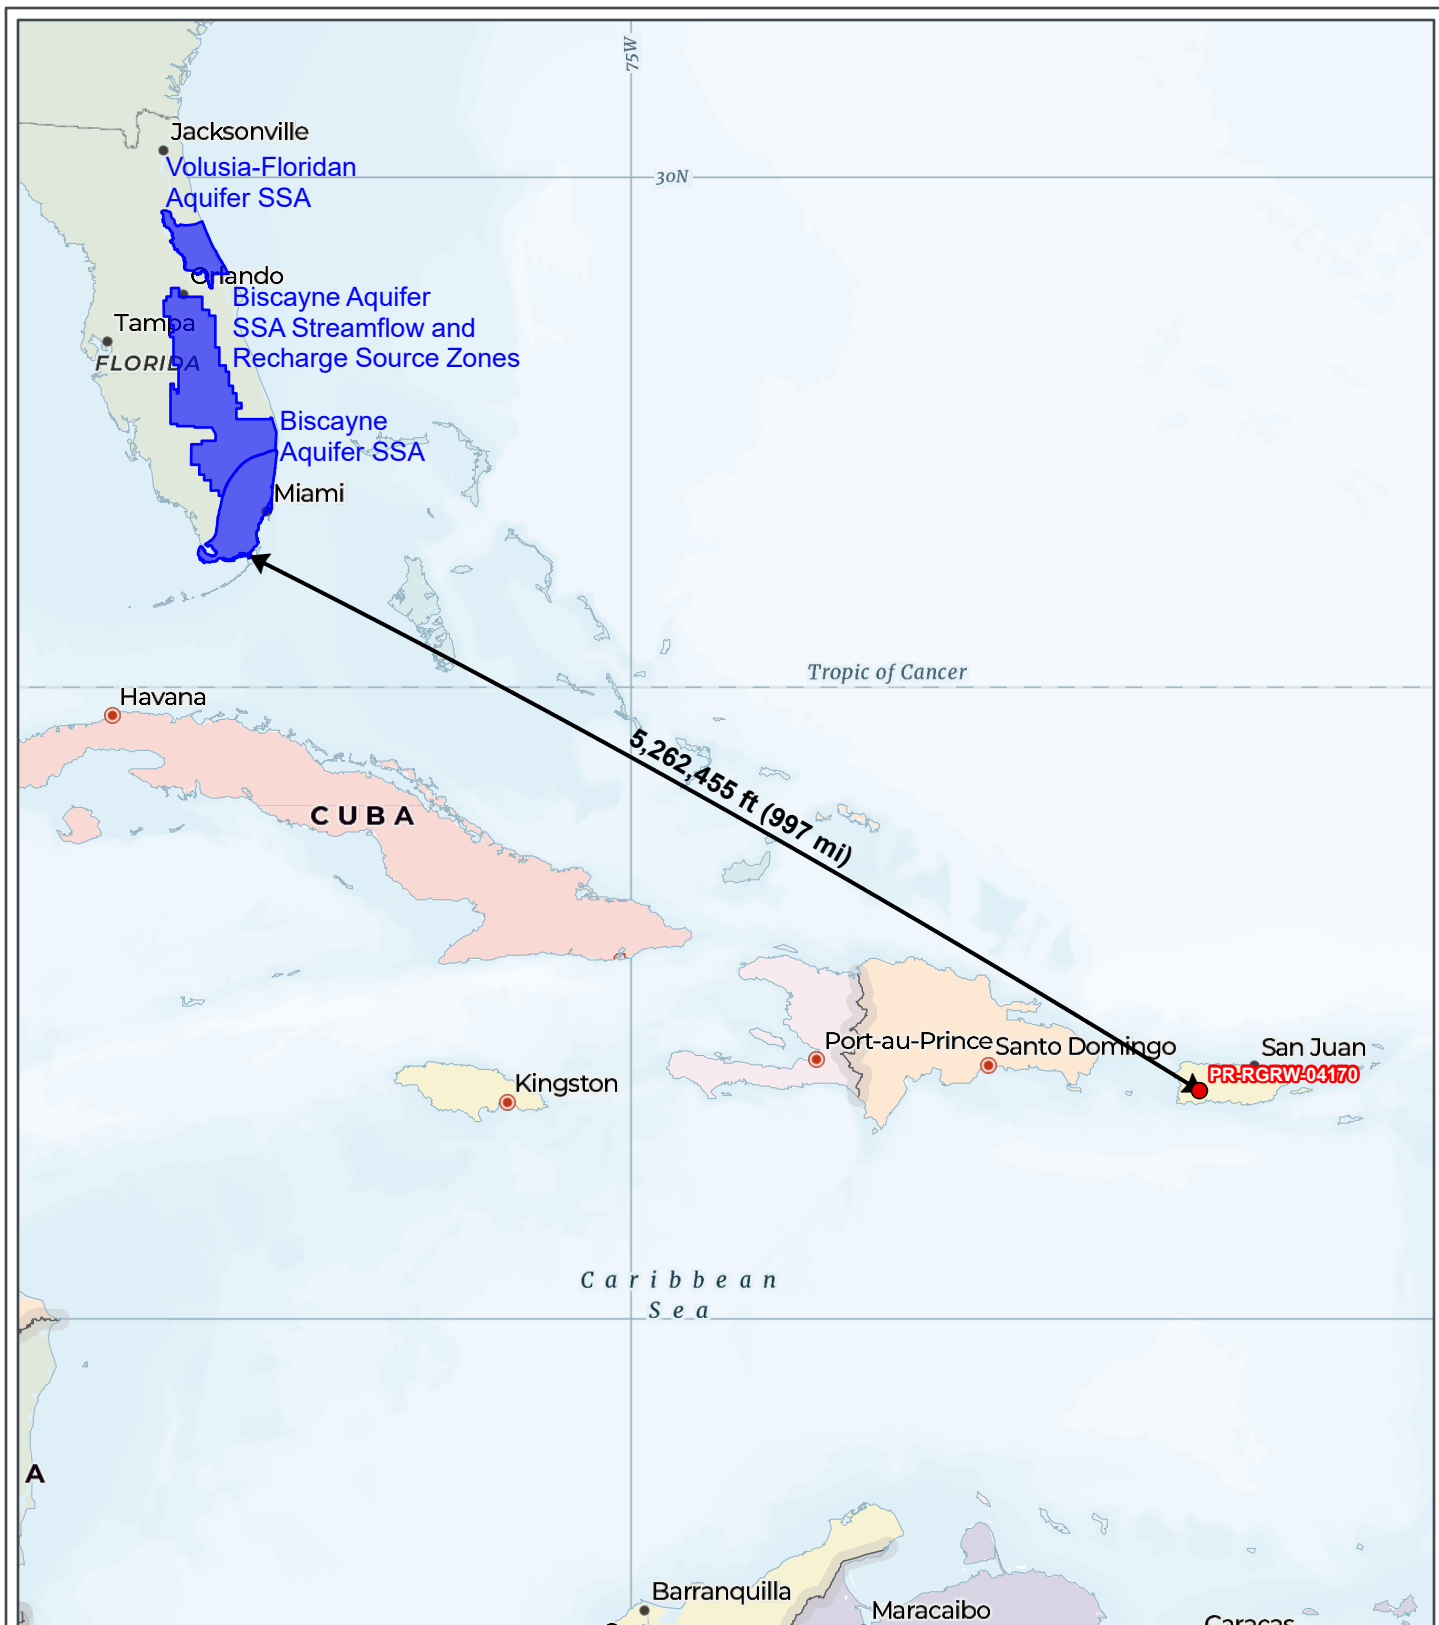 75W
Jacksonville
Volusia-Floridan
Aquifer SSA
30N
Orlando
Biscayne Aquifer
SSA Streamflow and
Recharge Source Zones
Tampa
FLORIDA
Biscayne
Aquifer SSA
Miami
Tropic of Cancer
Havana
5,262,455 ft (997 mi)
CUBA
Port-au-Prince
Santo Domingo
San Juan
PR-RGRW-04170
Kingston
Caribbean
Sea
A
Barranquilla
Maracaibo
Caracas